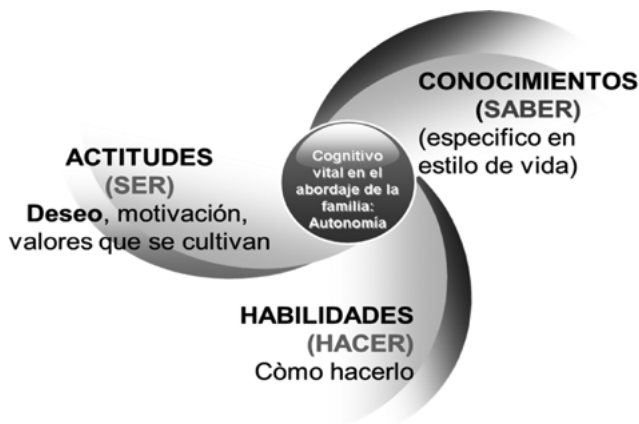 CONOCIMIENTOS
(SABER)
(especifico en
estilo de vida)
Cognitivo
vital en el
abordaje de la
familia:
Autonomía
ACTITUDES
(SER)
Deseo, motivación,
valores que se cultivan
HABILIDADES
(HACER)
Còmo hacerlo